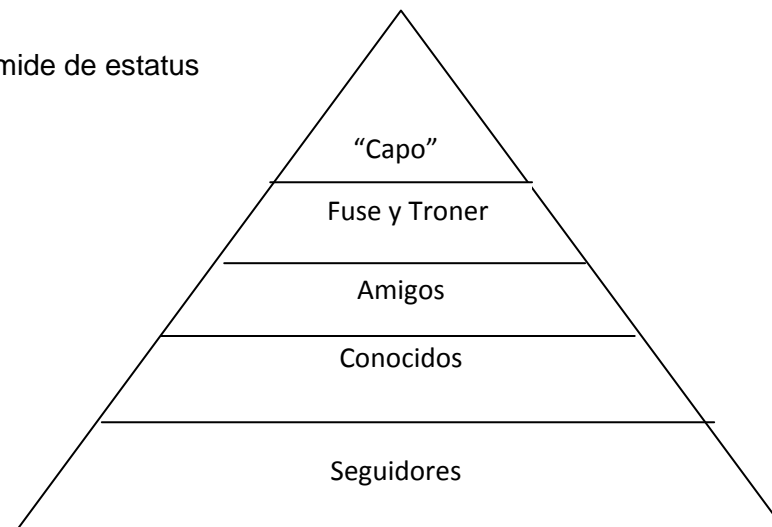 mide de estatus
“Capo”
Fuse y Troner
Amigos
Conocidos
Seguidores